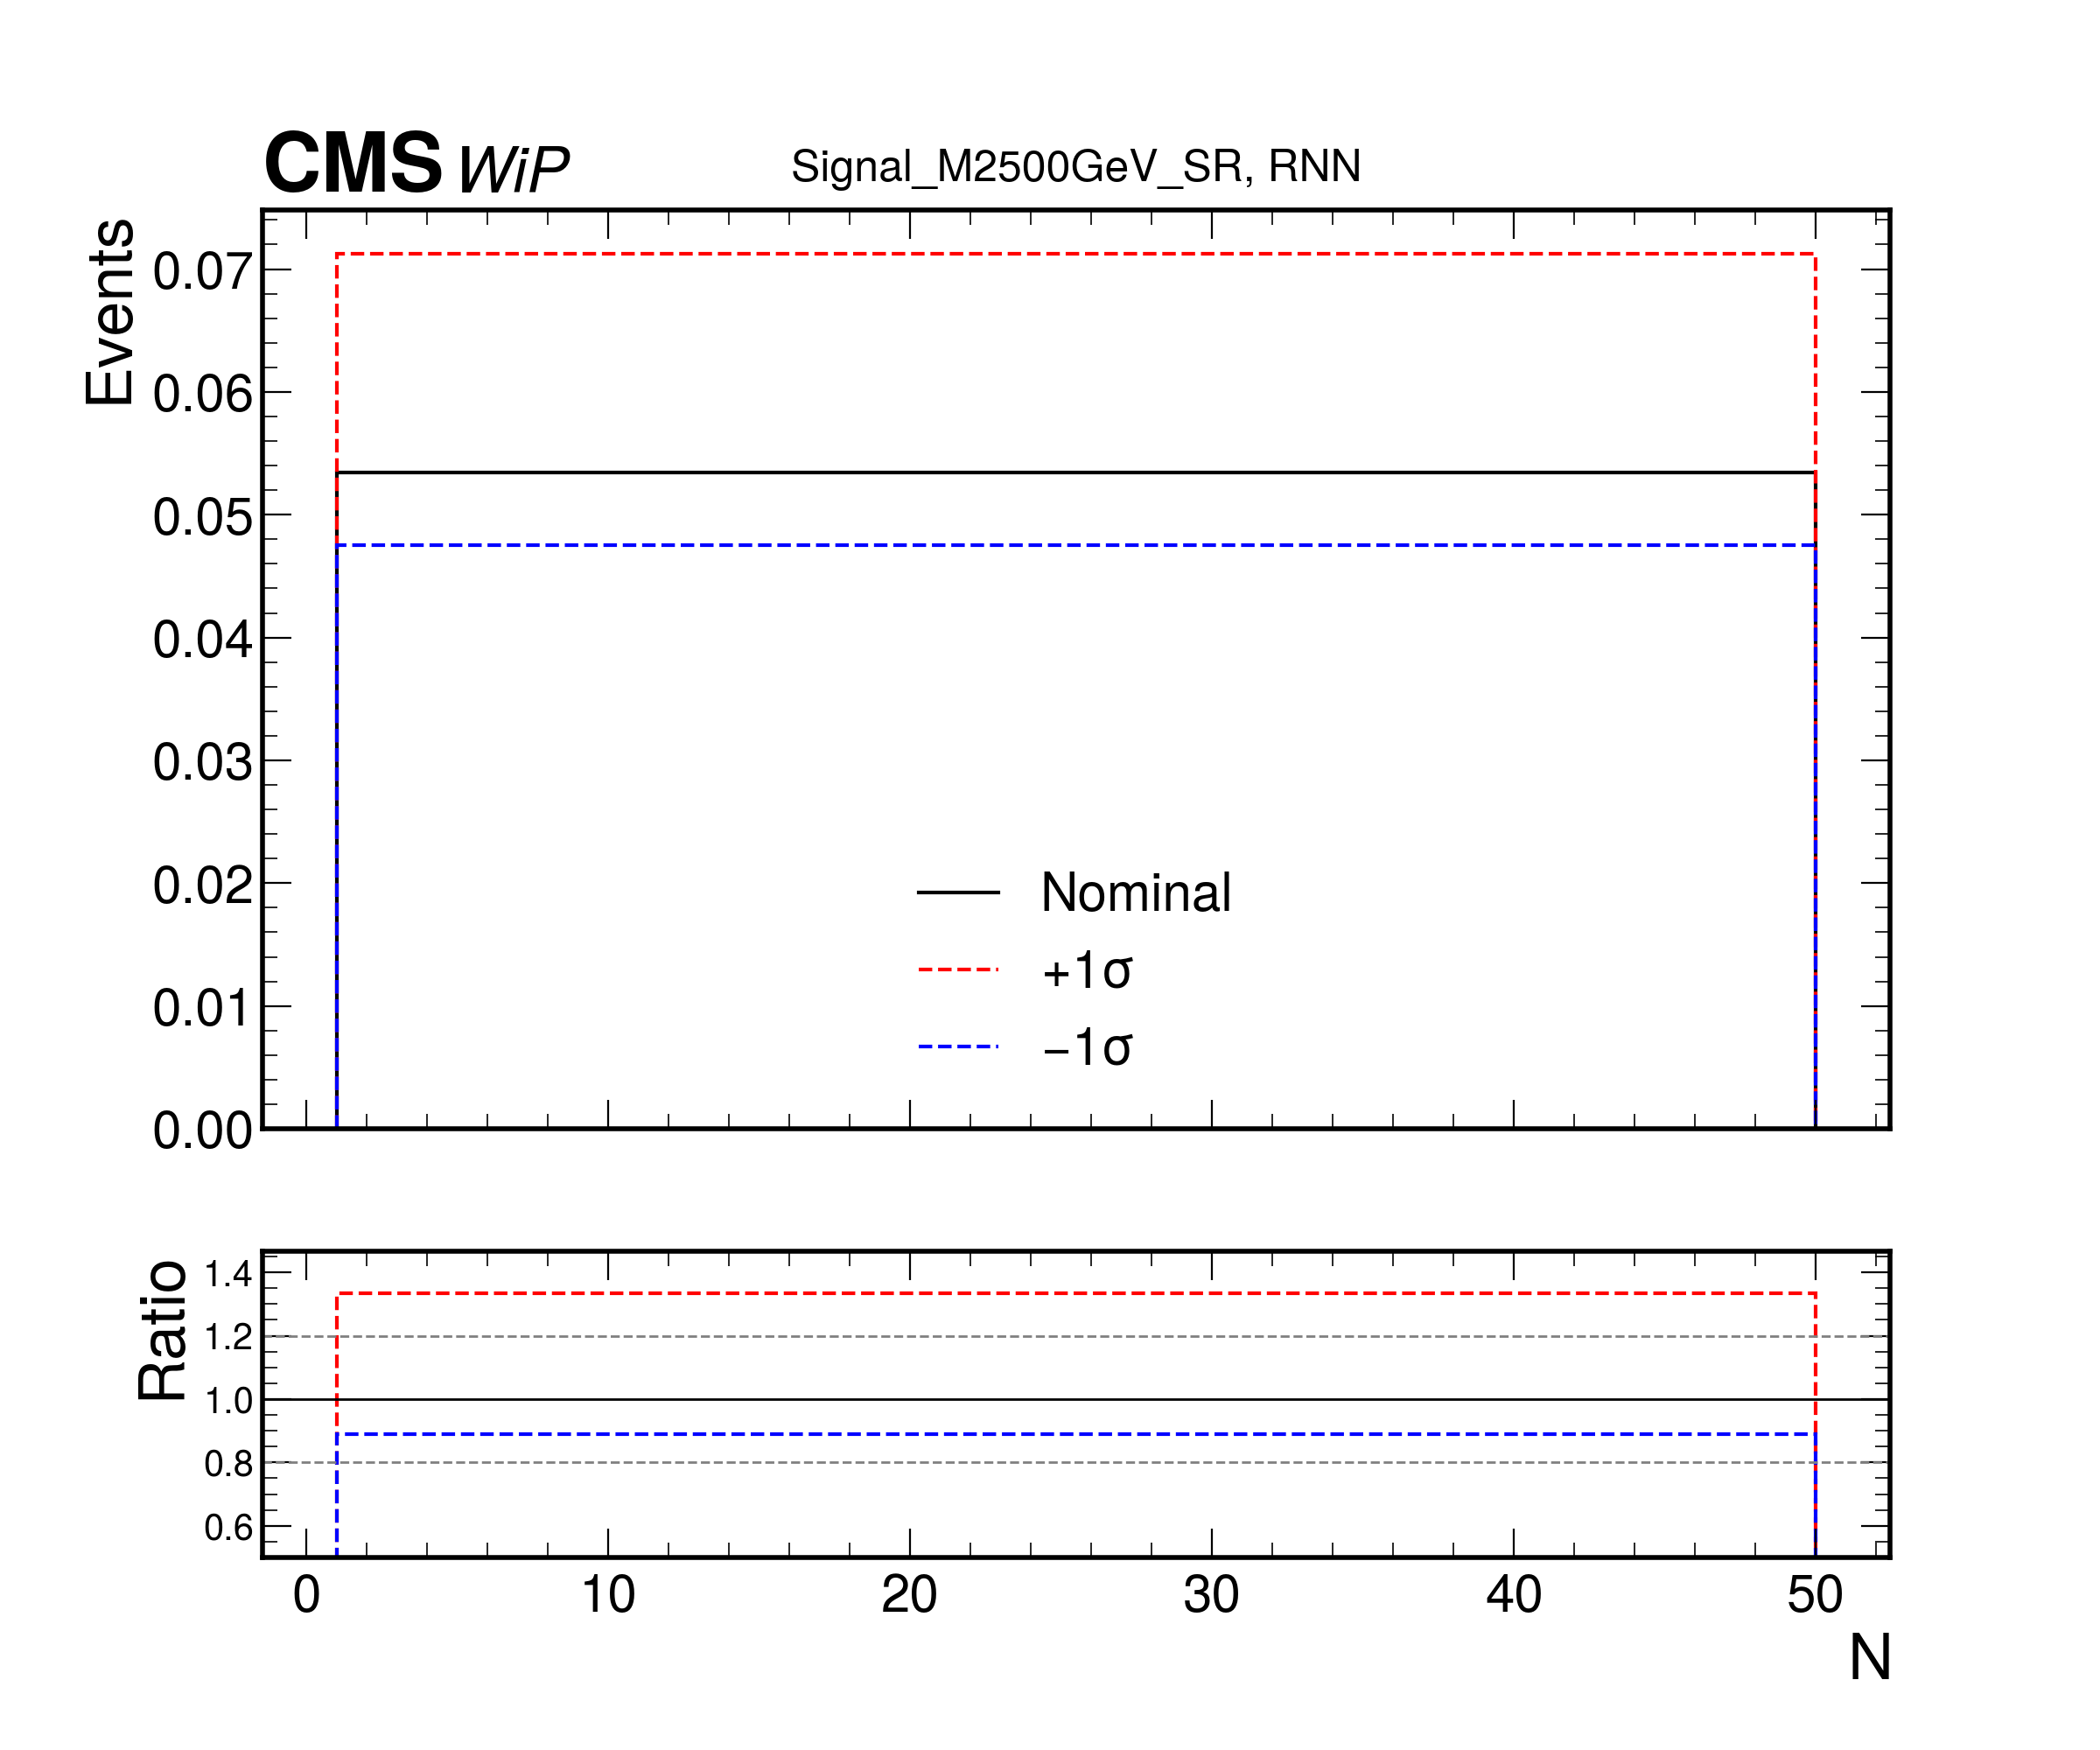 CMS WiP
Signal_M2500GeV_SR, RNN
Events
0.07
0.06
0.05
0.04
0.03
0.02
0.01
0.00
Nominal
+1σ
−1σ
Ratio
1.4
1.2
1.0
0.8
0.6
0 10 20 30 40 50
N